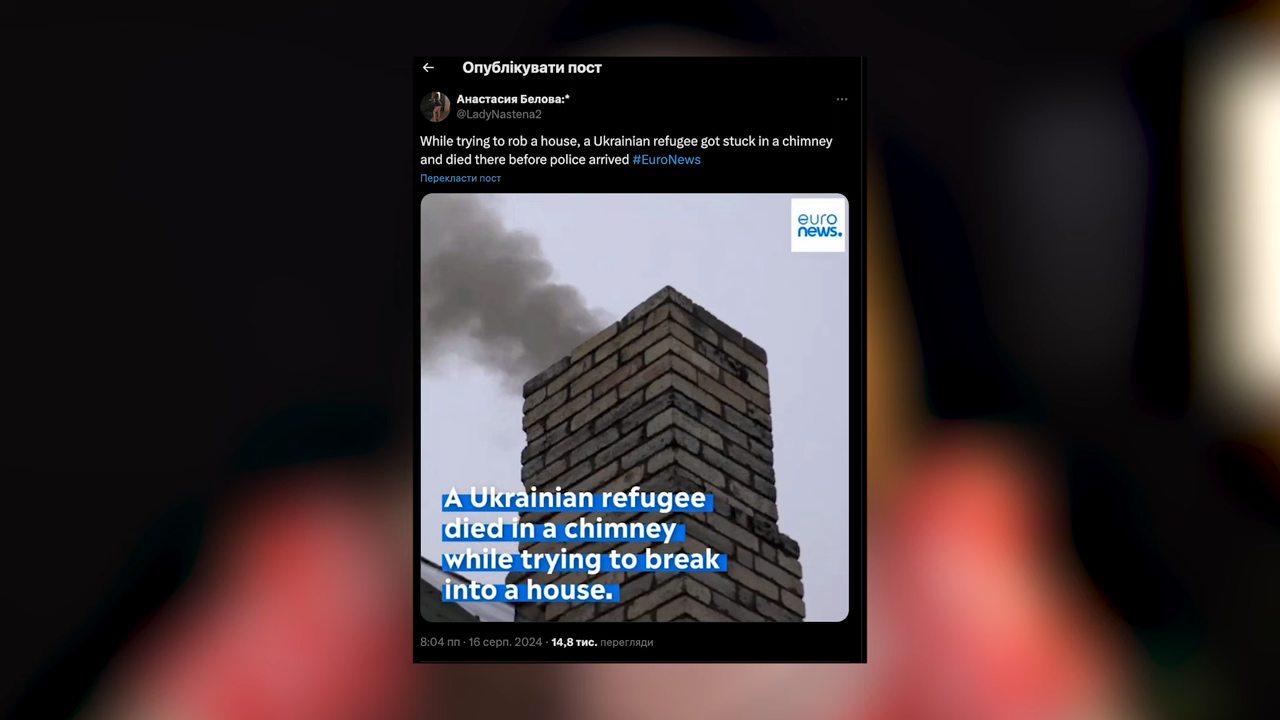 Опублікувати пост
Анастасия Белова:*
@LadyNastena2
While trying to rob a house, a Ukrainian refugee got stuck in a chimney
and died there before police arrived #EuroNews
Перекласти пост
euro
news.
A Ukrainian refugee
died in a chimney
while trying to break
into a house.
8:04 пп · 16 серп. 2024 · 14,8 тис. перегляди